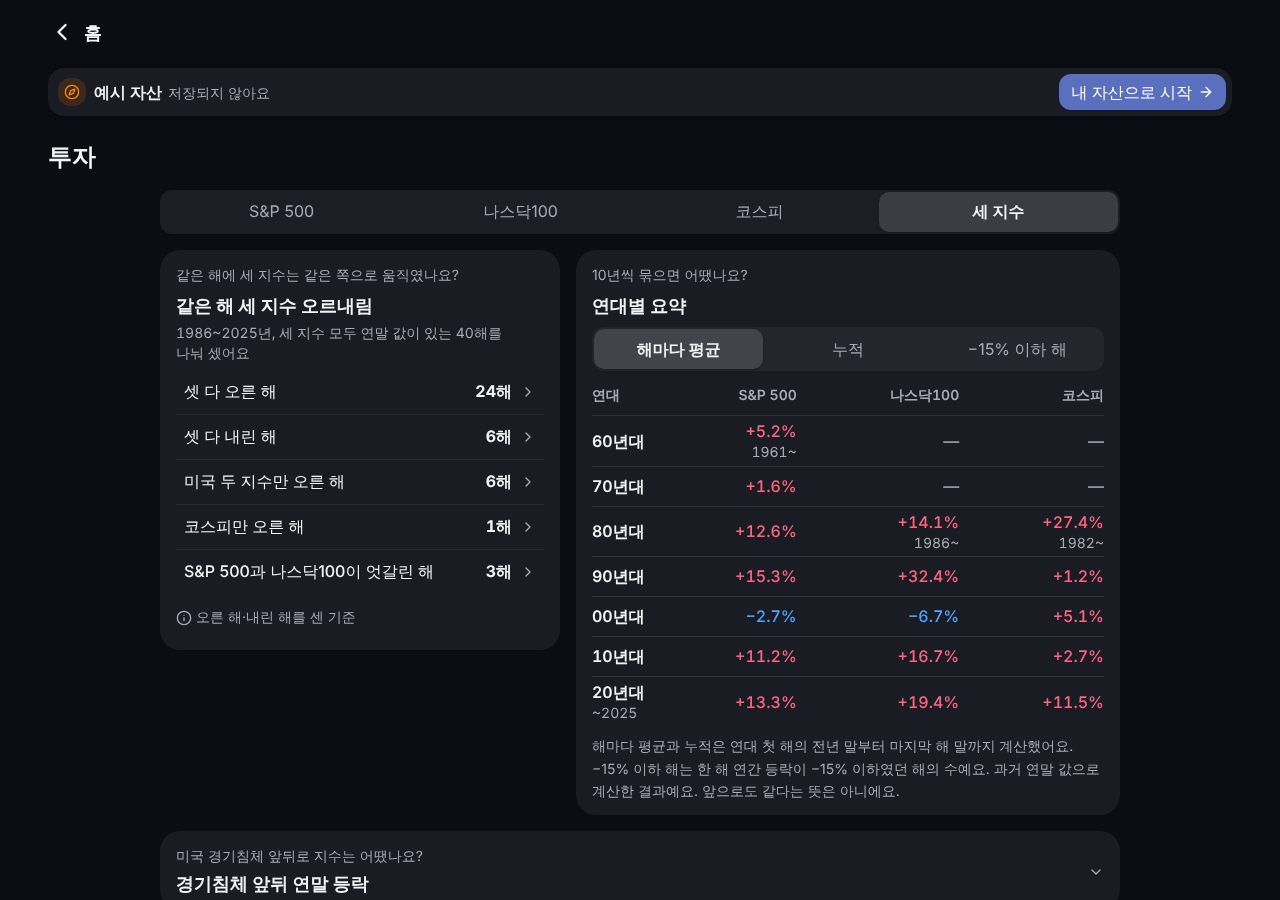 홈
예시 자산 저장되지 않아요
내 자산으로 시작 →
투자
S&P 500 나스닥100 코스피 세 지수
같은 해에 세 지수는 같은 쪽으로 움직였나요?
같은 해 세 지수 오르내림
1986~2025년, 세 지수 모두 연말 값이 있는 40해를
나눠 셌어요
셋 다 오른 해 24해
셋 다 내린 해 6해
미국 두 지수만 오른 해 6해
코스피만 오른 해 1해
S&P 500과 나스닥100이 엇갈린 해 3해
오른 해·내린 해를 센 기준
10년씩 묶으면 어땠나요?
연대별 요약
해마다 평균 누적 −15% 이하 해
연대 S&P 500 나스닥100 코스피
60년대 +5.2% — —
1961~
70년대 +1.6% — —
80년대 +12.6% +14.1% +27.4%
1986~ 1982~
90년대 +15.3% +32.4% +1.2%
00년대 −2.7% −6.7% +5.1%
10년대 +11.2% +16.7% +2.7%
20년대 +13.3% +19.4% +11.5%
~2025
해마다 평균과 누적은 연대 첫 해의 전년 말부터 마지막 해 말까지 계산했어요.
−15% 이하 해는 한 해 연간 등락이 −15% 이하였던 해의 수예요. 과거 연말 값으로
계산한 결과예요. 앞으로도 같다는 뜻은 아니에요.
미국 경기침체 앞뒤로 지수는 어땠나요?
경기침체 앞뒤 연말 등락